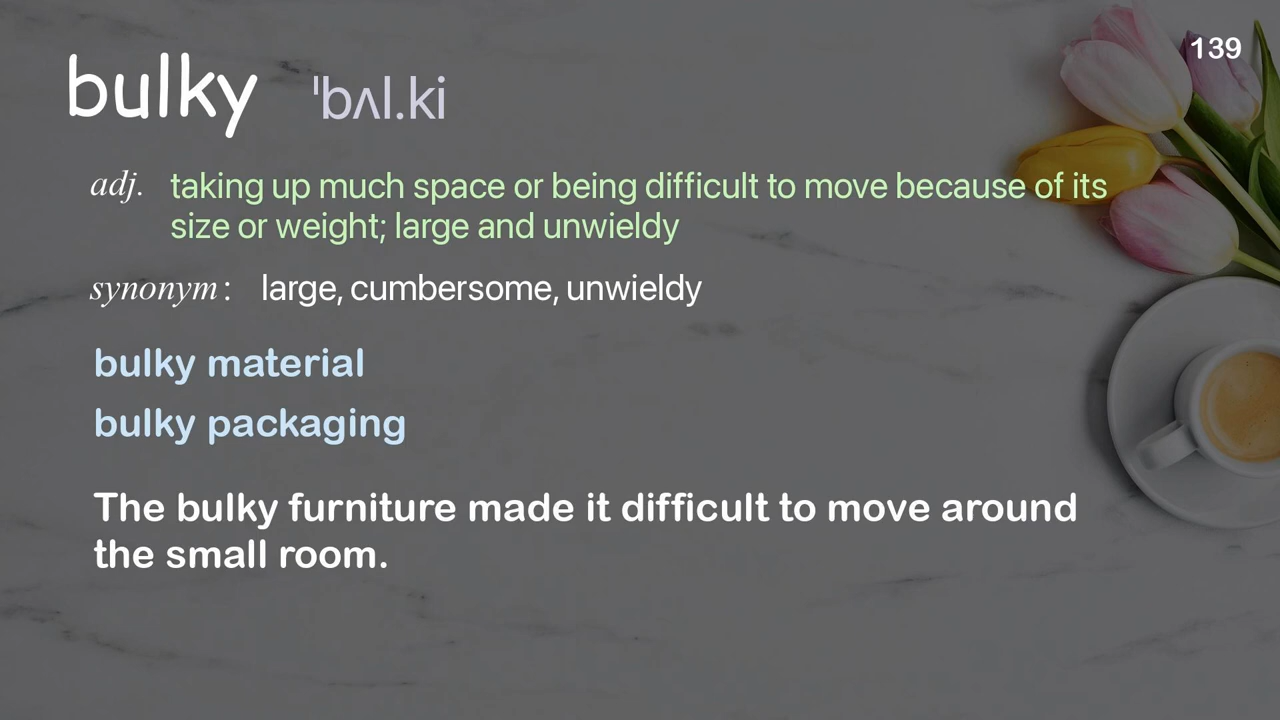 139
bulky ˈbʌl.ki
adj. taking up much space or being difficult to move because of its
size or weight; large and unwieldy
synonym : large, cumbersome, unwieldy
bulky material
bulky packaging
The bulky furniture made it difficult to move around
the small room.